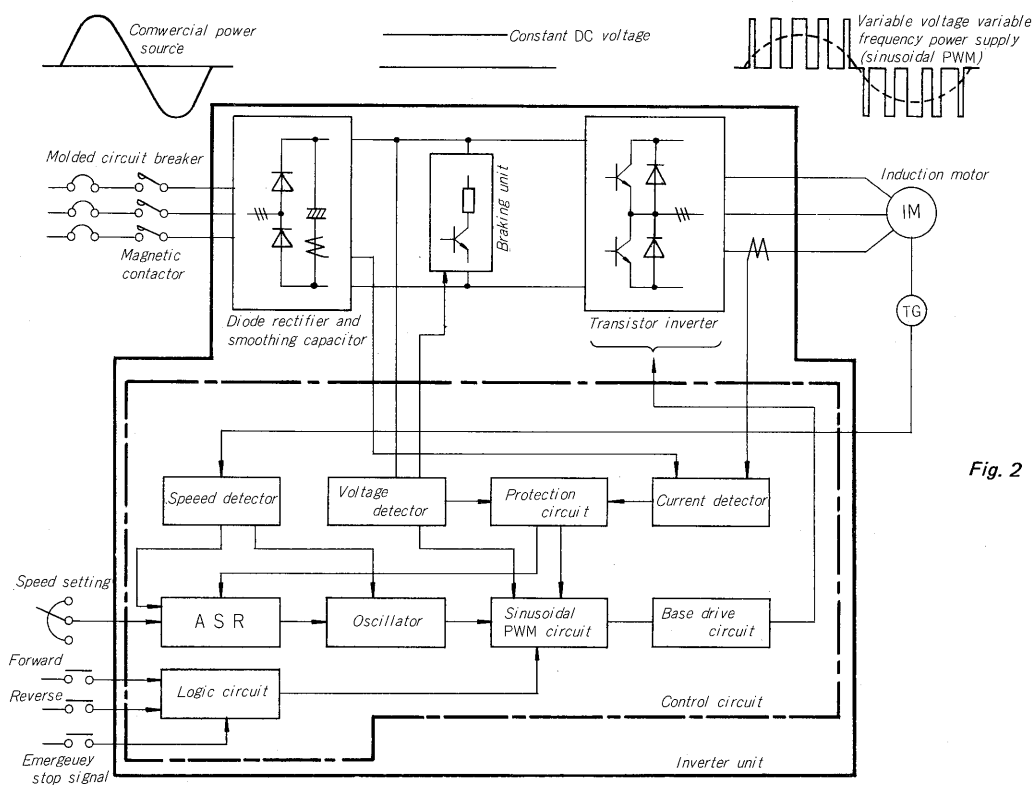 Comwercial power
source
Constant DC voltage
Variable voltage variable
frequency power supply
(sinusoidal PWM)
Molded circuit breaker
Magnetic
contactor
Braking unit
Induction motor
IM
TG
Diode rectifier and
smoothing capacitor
Transistor inverter
Fig. 2
Speeed detector
Voltage
detector
Protection
circuit
Current detector
Speed setting
ASR
Oscillator
Sinusoidal
PWM circuit
Base drive
circuit
Forward
Reverse
Logic circuit
Emergeuey
stop signal
Control circuit
Inverter unit